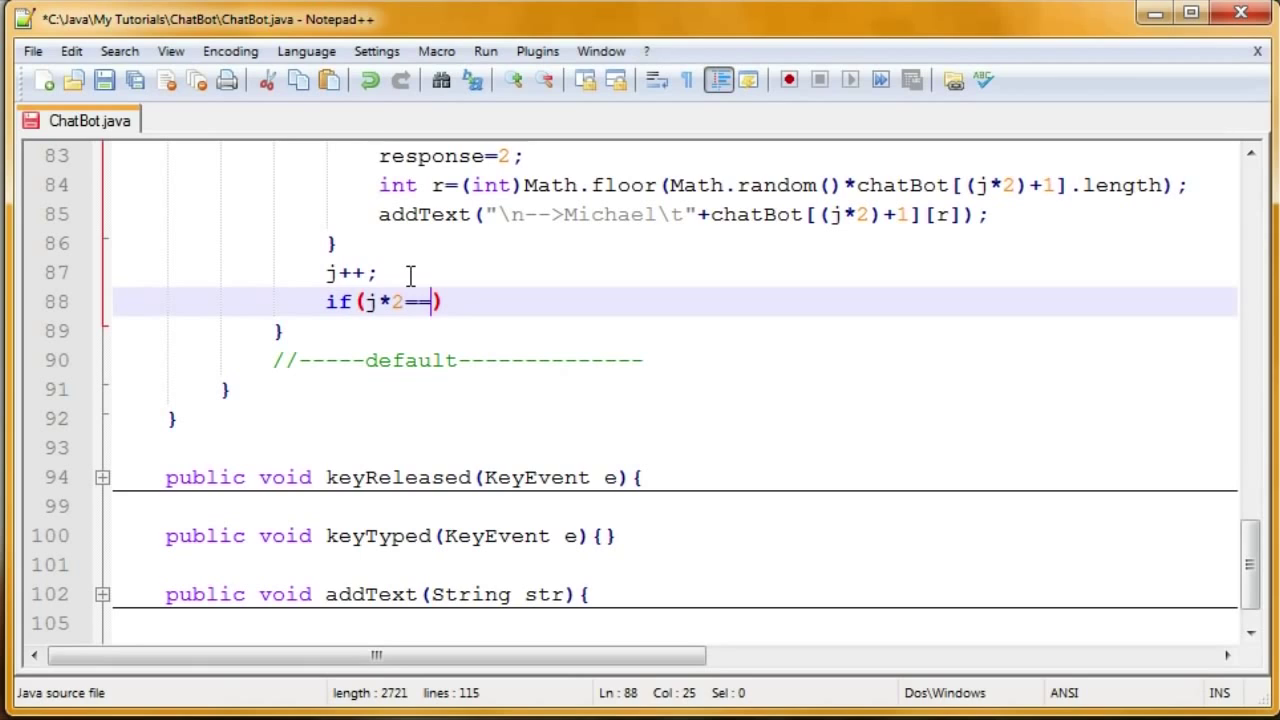 *C:\Java\My Tutorials\ChatBot\ChatBot.java - Notepad++
File Edit Search View Encoding Language Settings Macro Run Plugins Window ? X
ABC
ChatBot.java
83 response=2;
84 int r=(int)Math.floor(Math.random()*chatBot[(j*2)+1].length);
85 addText("\n-->Michael\t"+chatBot[(j*2)+1][r]);
86 }
87 j++;
88 if(j*2==)
89 }
90 //-----default--------------
91 }
92 }
93
94 public void keyReleased(KeyEvent e){
99
100 public void keyTyped(KeyEvent e){}
101
102 public void addText(String str){
105
Java source file length : 2721 lines : 115 Ln : 88 Col : 25 Sel : 0 Dos\Windows ANSI INS